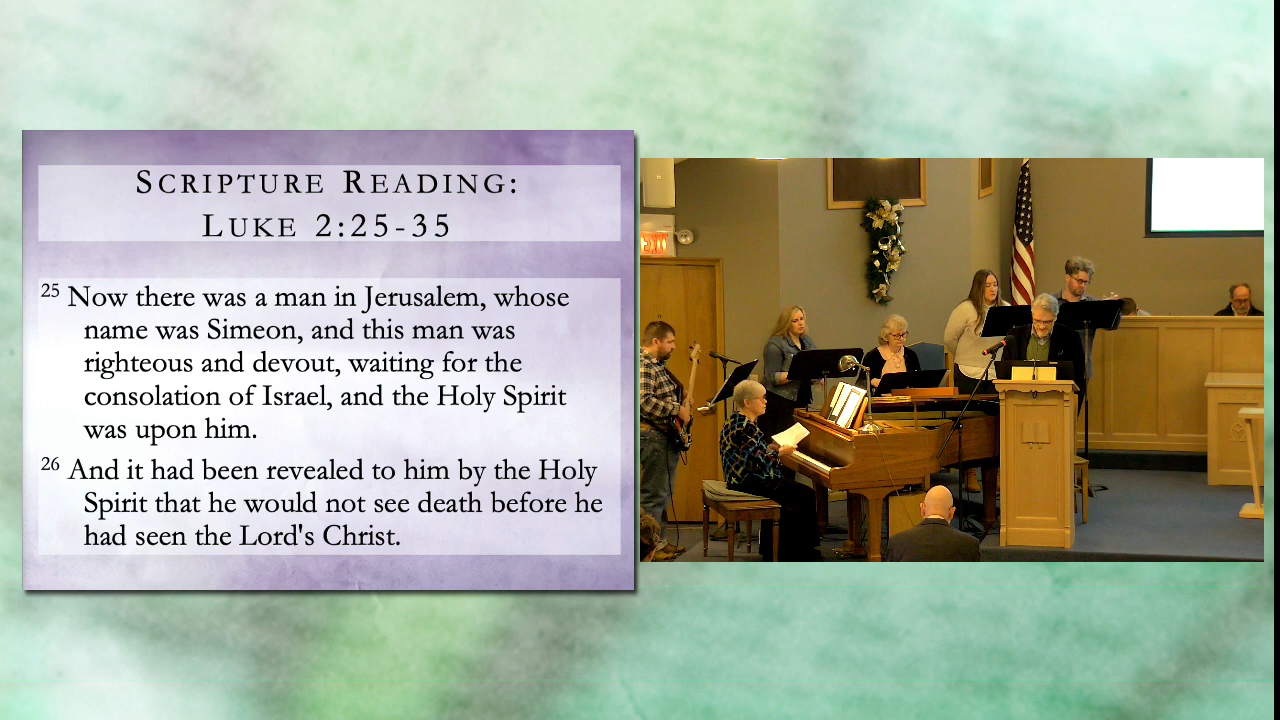 SCRIPTURE READING:
LUKE 2:25-35
25 Now there was a man in Jerusalem, whose
name was Simeon, and this man was
righteous and devout, waiting for the
consolation of Israel, and the Holy Spirit
was upon him.
26 And it had been revealed to him by the Holy
Spirit that he would not see death before he
had seen the Lord's Christ.
EXIT